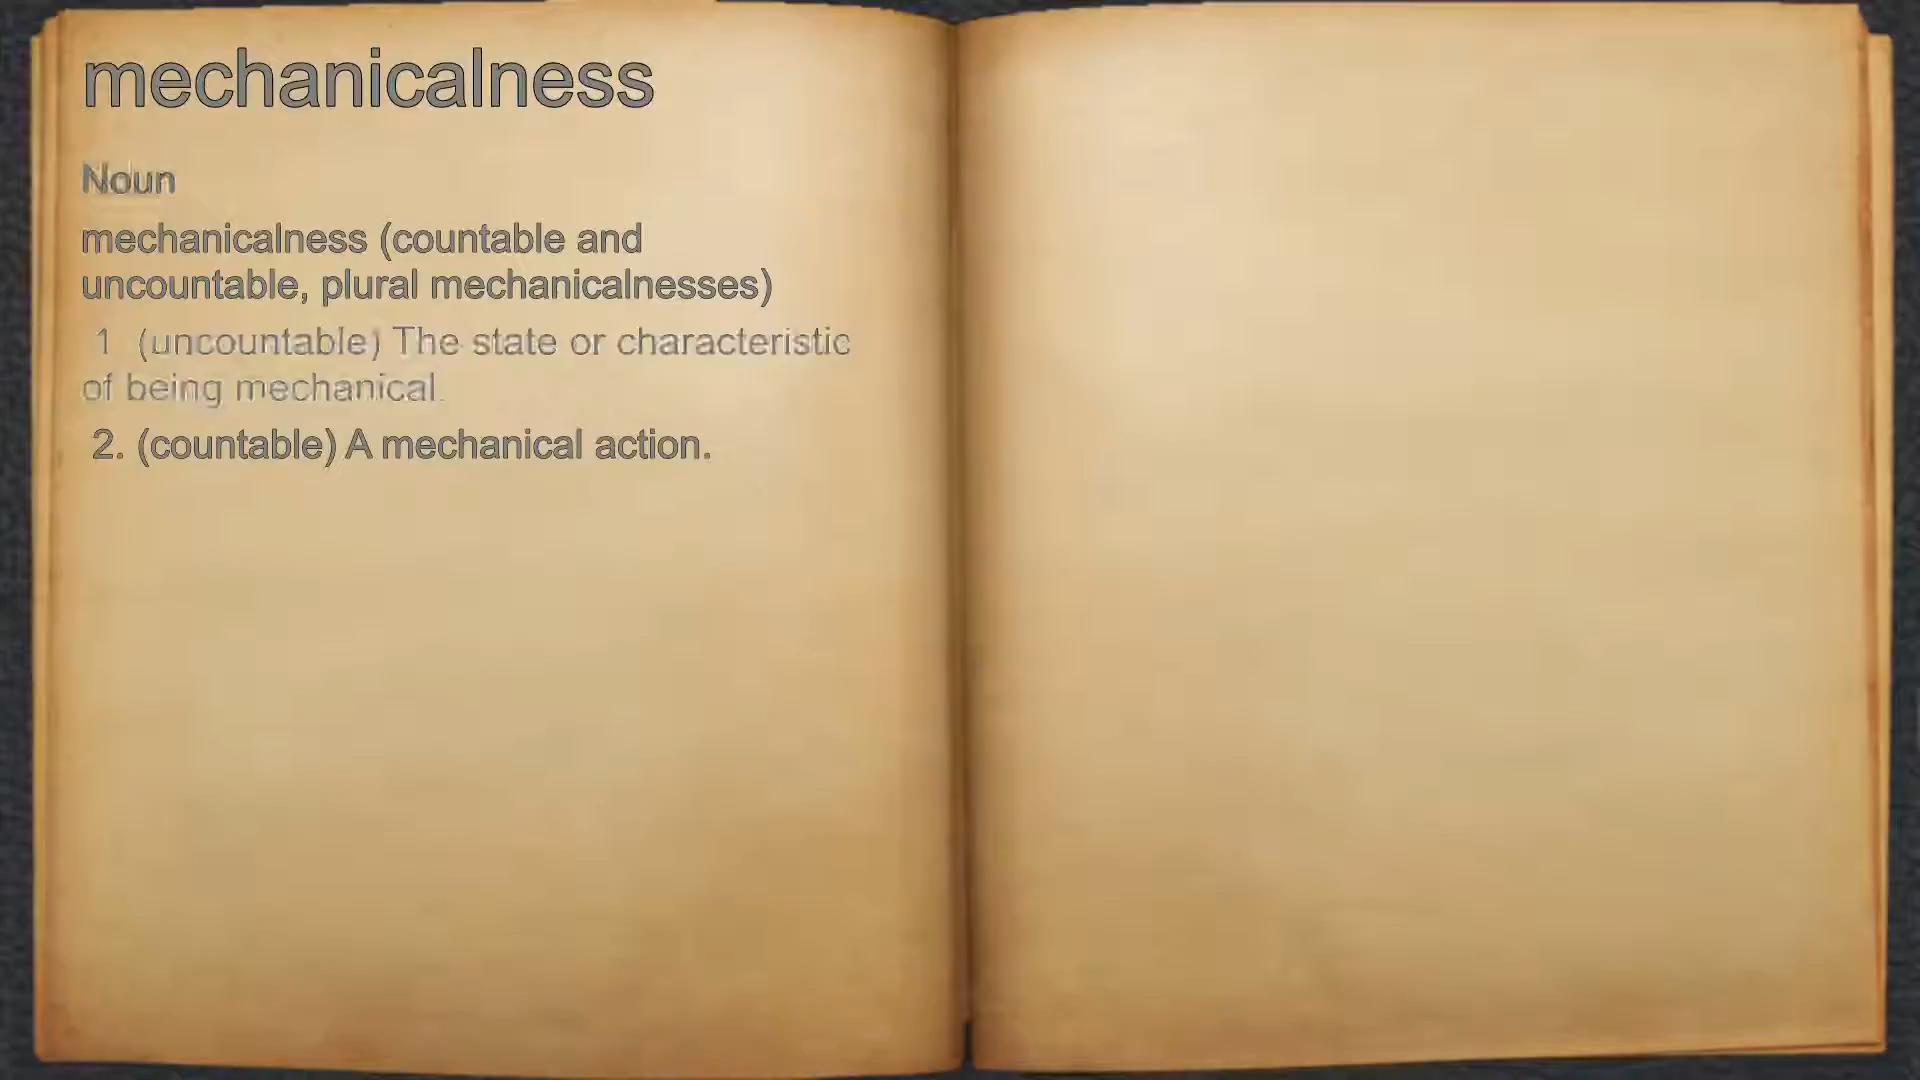 mechanicalness
Noun
mechanicalness (countable and
uncountable, plural mechanicalnesses)
1. (uncountable) The state or characteristic
of being mechanical.
2. (countable) A mechanical action.